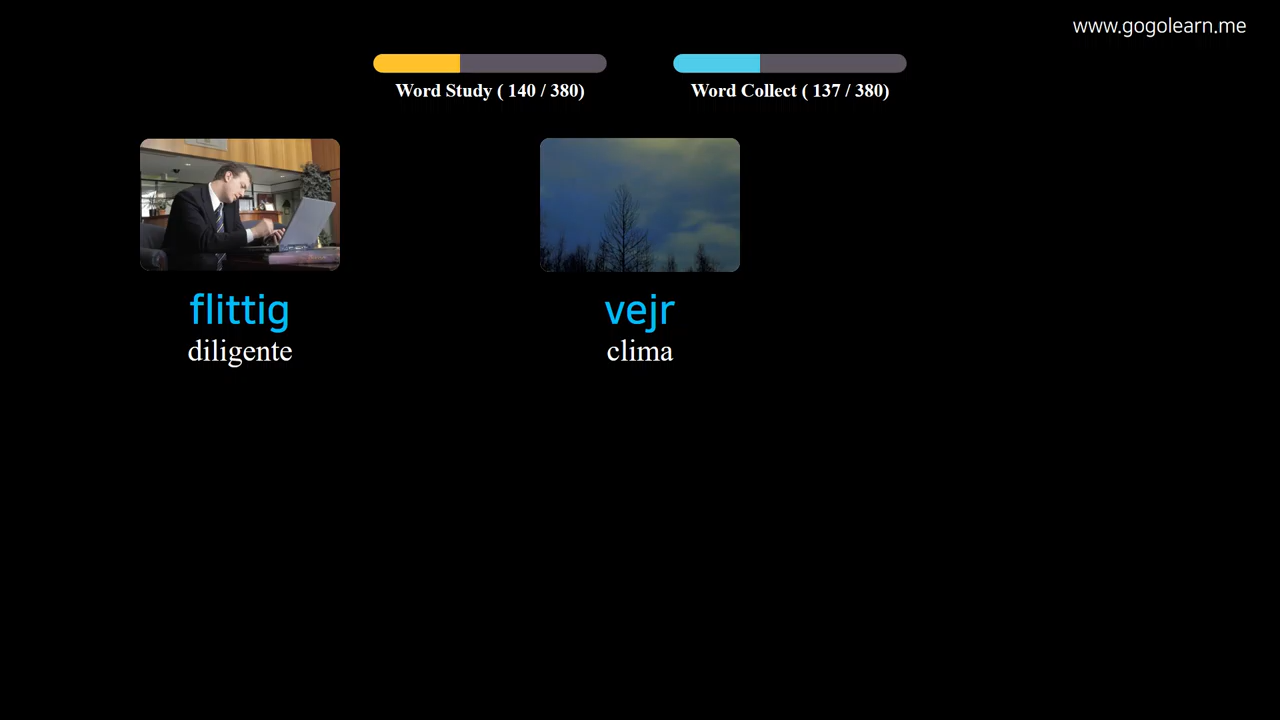 www.gogolearn.me
Word Study ( 140 / 380)
Word Collect ( 137 / 380)
flittig
diligente
vejr
clima